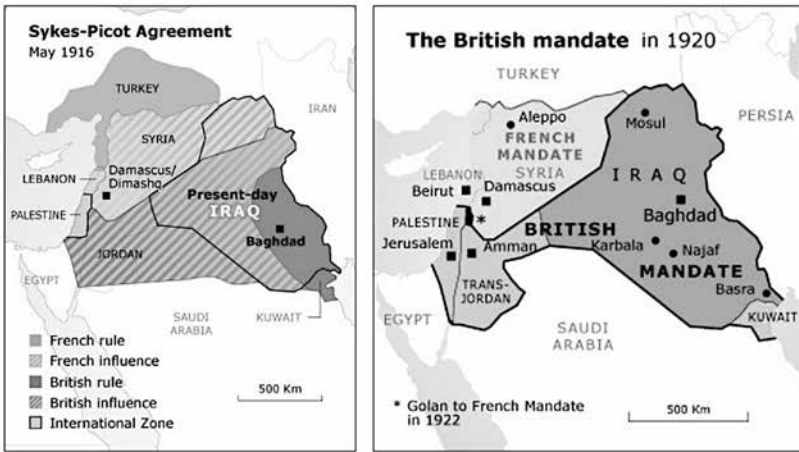 Sykes-Picot Agreement
May 1916
TURKEY
IRAN
SYRIA
LEBANON
Damascus/
Dimashq
PALESTINE
Present-day
IRAQ
Baghdad
JORDAN
EGYPT
SAUDI
ARABIA
KUWAIT
French rule
French influence
British rule
British influence
International Zone
500 Km
The British mandate in 1920
TURKEY
PERSIA
Aleppo
Mosul
FRENCH
MANDATE
SYRIA
LEBANON
IRAQ
Beirut
Damascus
Baghdad
PALESTINE
*
BRITISH
Jerusalem
Amman
Karbala
Najaf
MANDATE
TRANS-
JORDAN
Basra
EGYPT
SAUDI
ARABIA
KUWAIT
* Golan to French Mandate
in 1922
500 Km